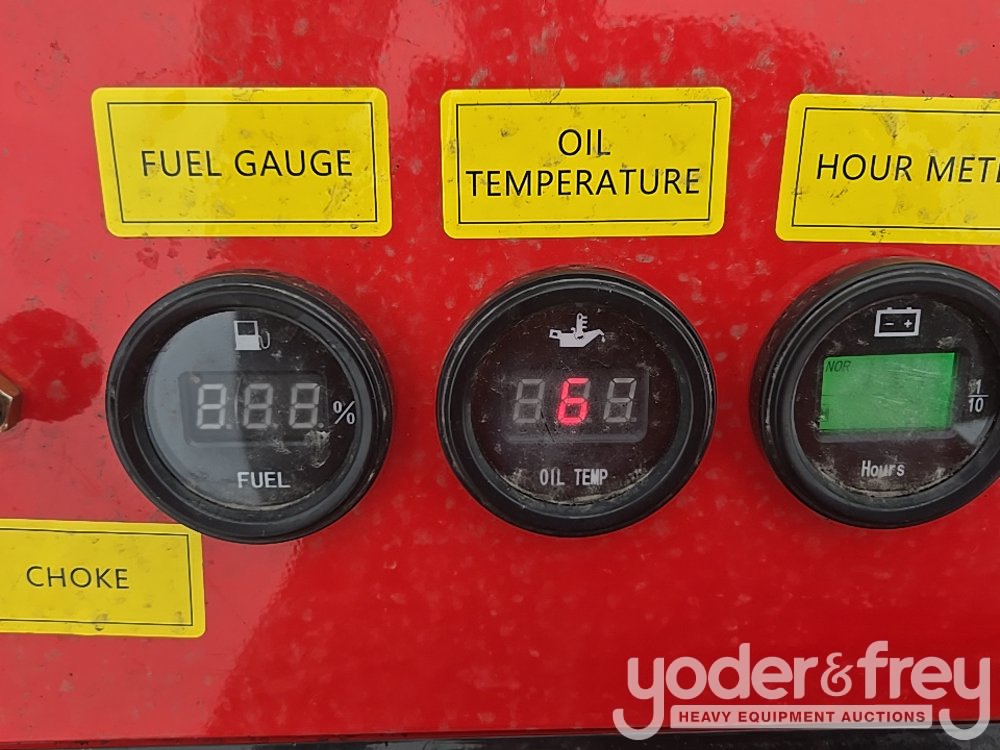 FUEL GAUGE
OIL
TEMPERATURE
HOUR
%
FUEL
6
OIL TEMP
- +
NOR
1/10
Hours
CHOKE
yoder&frey
HEAVY EQUIPMENT AUCTIONS